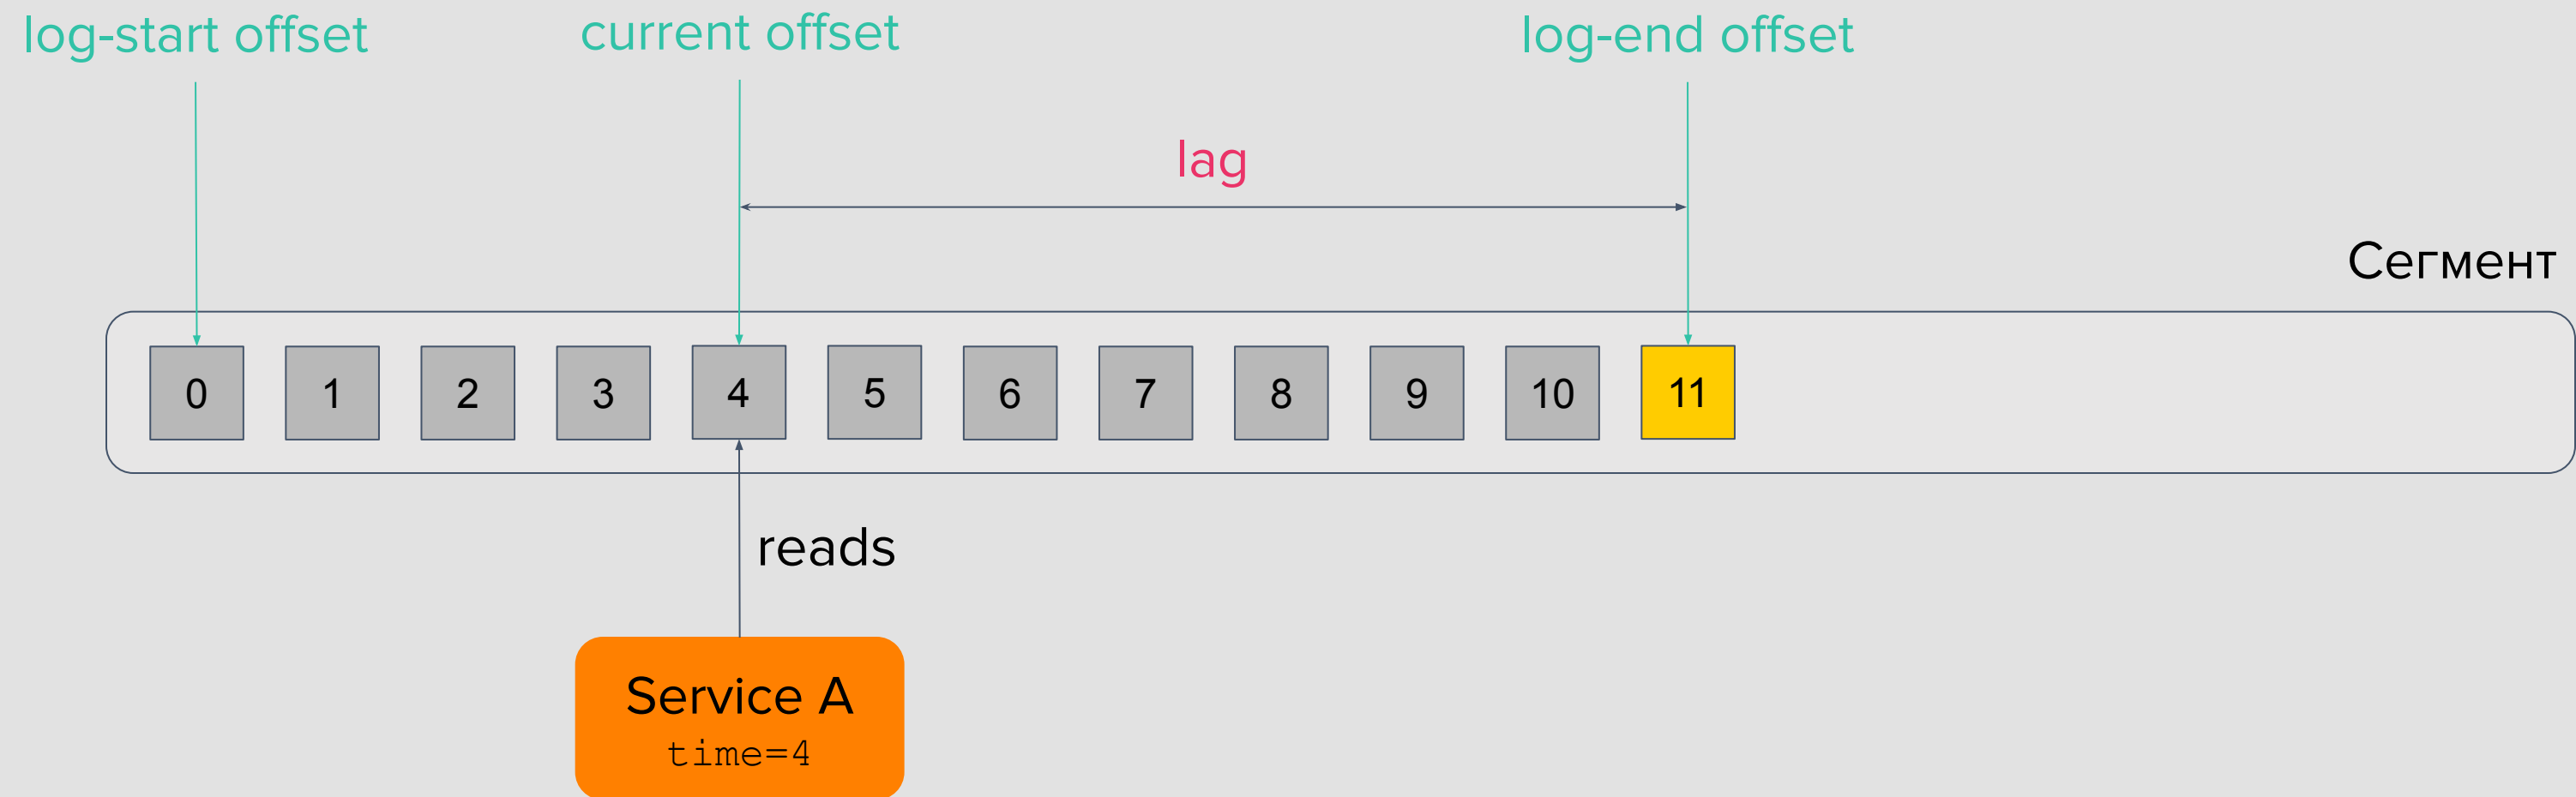 log-start offset
current offset
log-end offset
lag
Сегмент
0 1 2 3 4 5 6 7 8 9 10 11
reads
Service A
time=4